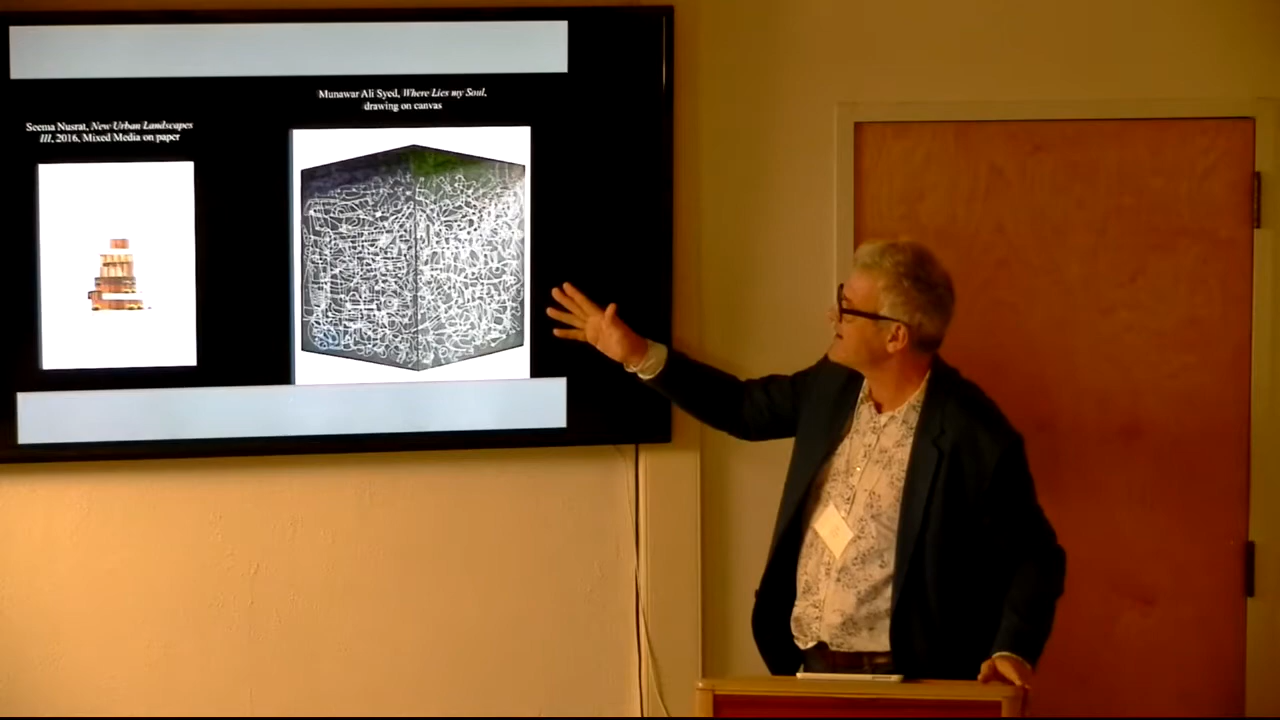 Seema Nusrat, New Urban Landscapes
III, 2016, Mixed Media on paper
Munawar Ali Syed, Where Lies my Soul,
drawing on canvas